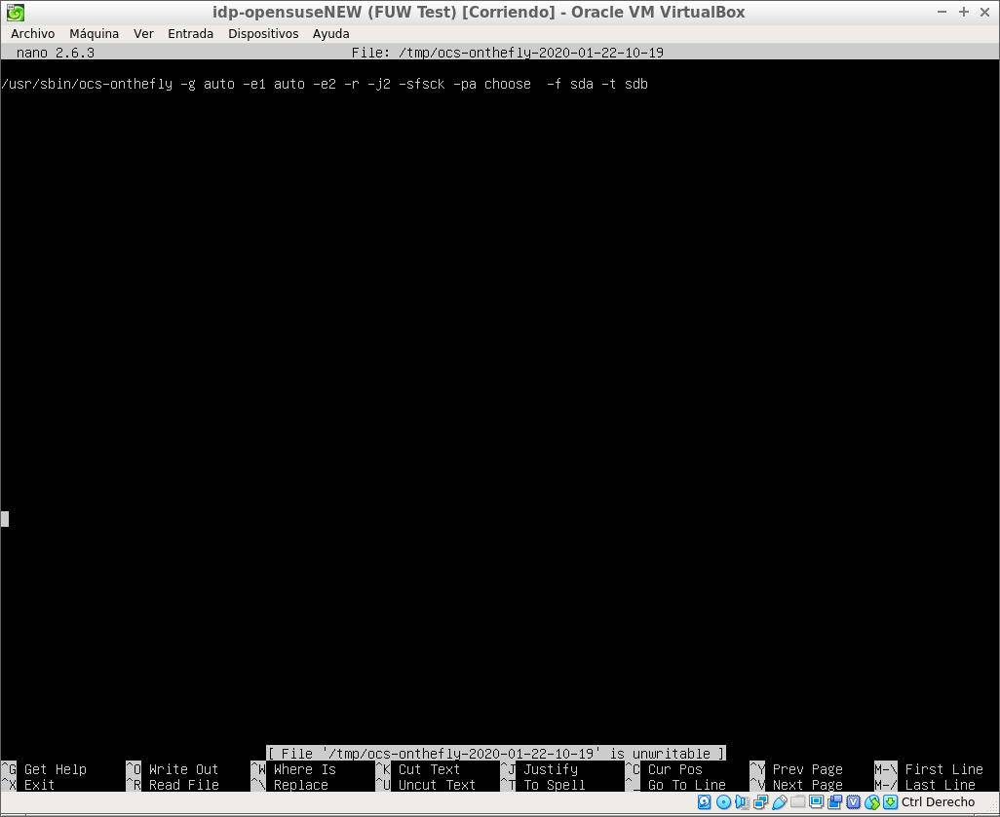 idp-opensuseNEW (FUW Test) [Corriendo] - Oracle VM VirtualBox
Archivo Máquina Ver Entrada Dispositivos Ayuda
nano 2.6.3 File: /tmp/ocs-onthefly-2020-01-22-10-19
/usr/sbin/ocs-onthefly -g auto -e1 auto -e2 -r -j2 -sfsck -pa choose  -f sda -t sdb
[ File '/tmp/ocs-onthefly-2020-01-22-10-19' is unwritable ]
^G Get Help ^O Write Out ^W Where Is ^K Cut Text ^J Justify ^C Cur Pos ^Y Prev Page M-\ First Line
^X Exit ^R Read File ^\ Replace ^U Uncut Text ^T To Spell ^_ Go To Line ^V Next Page M-/ Last Line
Ctrl Derecho